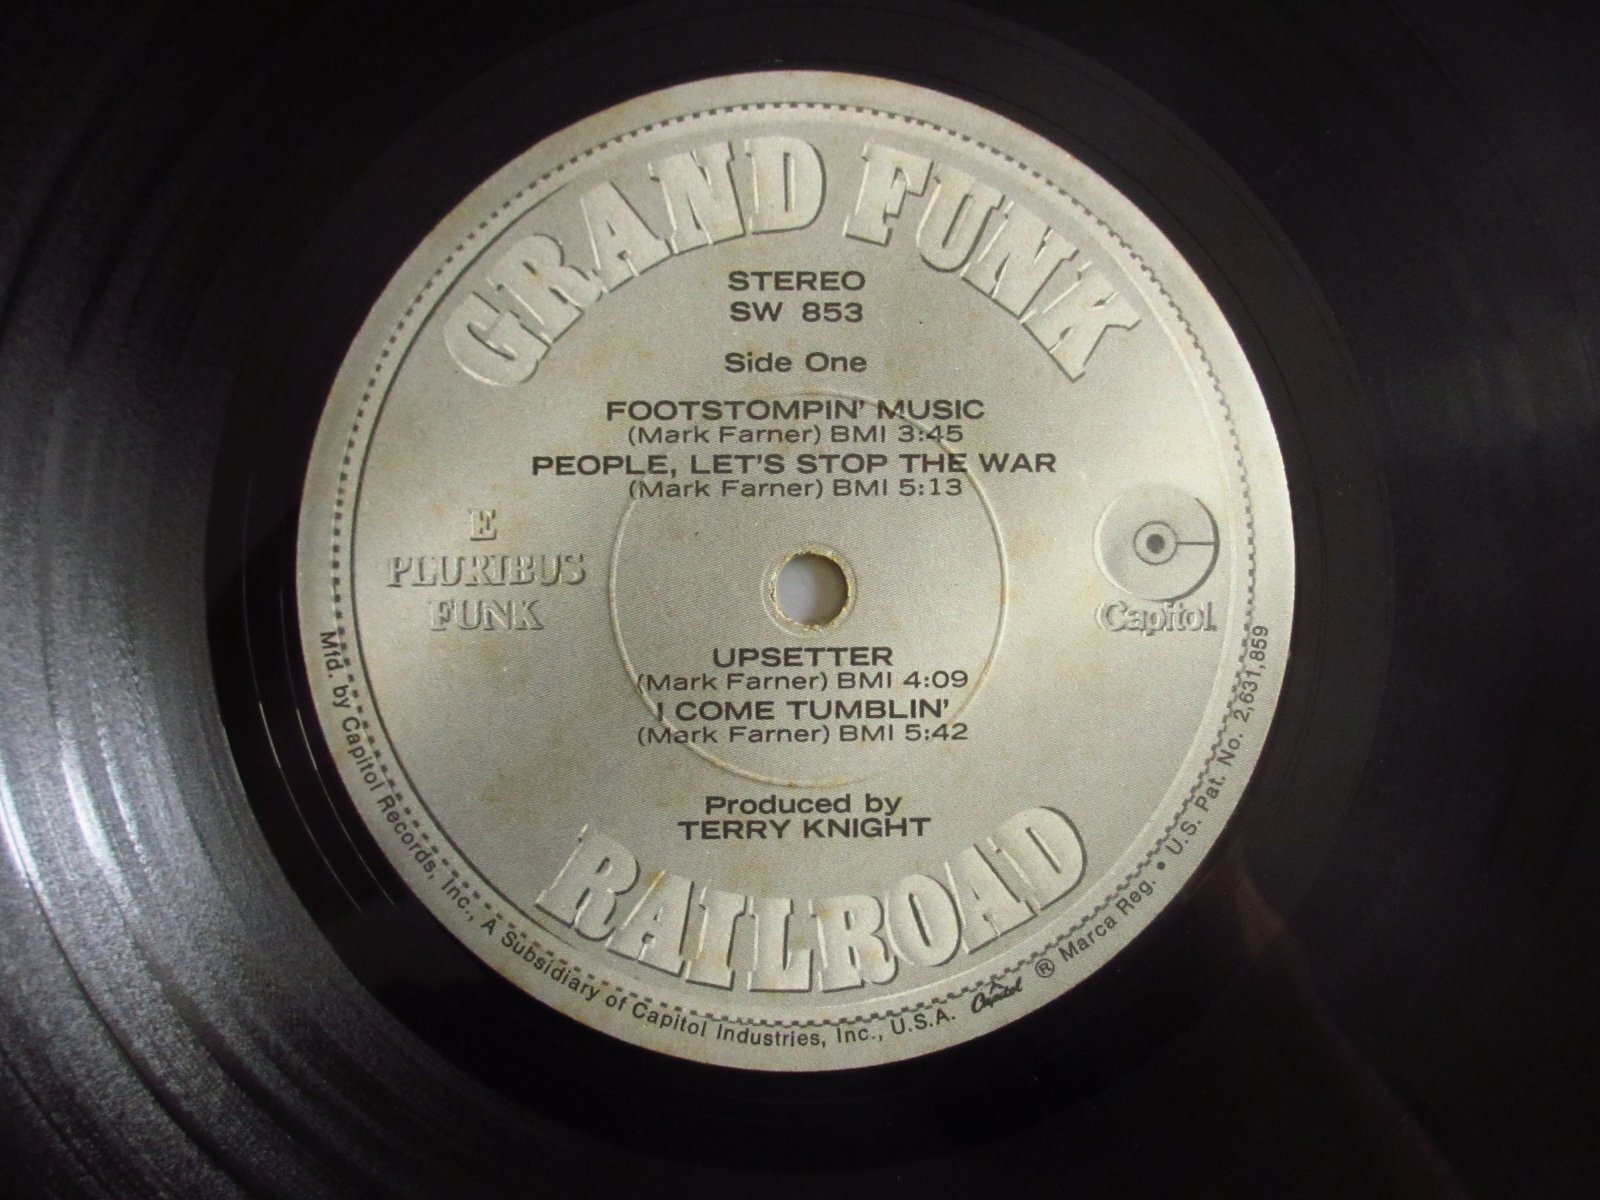 GRAND FUNK
STEREO
SW 853
Side One
FOOTSTOMPIN' MUSIC
(Mark Farner) BMI 3:45
PEOPLE, LET'S STOP THE WAR
(Mark Farner) BMI 5:13
E
PLURIBUS
FUNK
Capitol
UPSETTER
(Mark Farner) BMI 4:09
I COME TUMBLIN'
(Mark Farner) BMI 5:42
Produced by
TERRY KNIGHT
RAILROAD
Mfd. by Capitol Records, Inc., A Subsidiary of Capitol Industries, Inc., U.S.A. Capitol ® Marca Reg. • U.S. Pat. No. 2,631,859